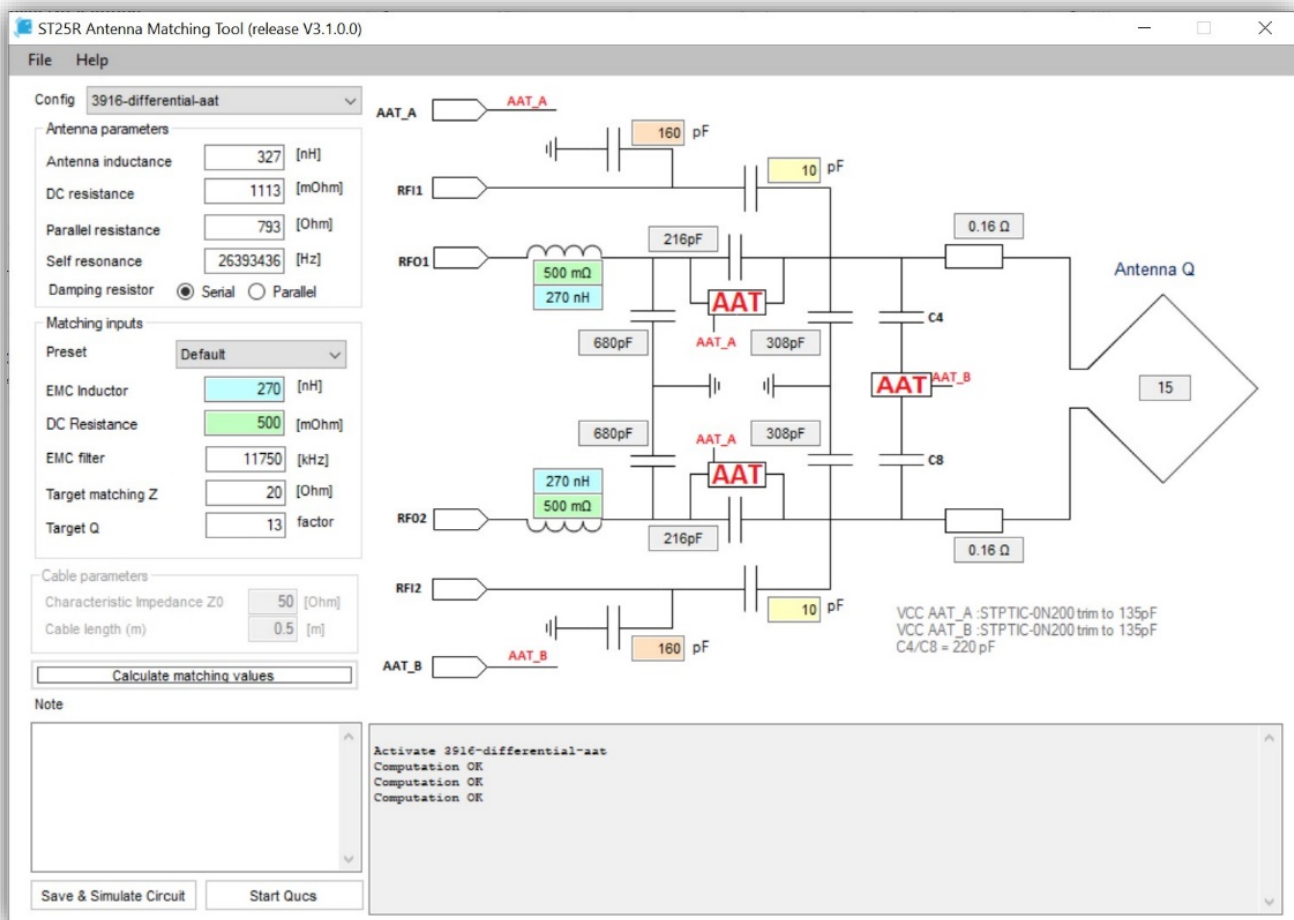 ST25R Antenna Matching Tool (release V3.1.0.0)
File Help
Config 3916-differential-aat
Antenna parameters
Antenna inductance 327 [nH]
DC resistance 1113 [mOhm]
Parallel resistance 793 [Ohm]
Self resonance 26393436 [Hz]
Damping resistor Serial Parallel
Matching inputs
Preset Default
EMC Inductor 270 [nH]
DC Resistance 500 [mOhm]
EMC filter 11750 [kHz]
Target matching Z 20 [Ohm]
Target Q 13 factor
Cable parameters
Characteristic Impedance Z0 50 [Ohm]
Cable length (m) 0.5 [m]
Calculate matching values
Note
Save & Simulate Circuit Start Qucs
AAT_A AAT_A
160 pF
10 pF
RFI1
216pF
0.16 Ω
RFO1
500 mΩ
270 nH
AAT
AAT_A
680pF
308pF
C4
Antenna Q
AAT AAT_B
15
680pF
AAT_A
308pF
AAT
C8
270 nH
500 mΩ
RFO2
216pF
0.16 Ω
RFI2
10 pF
160 pF
AAT_B AAT_B
VCC AAT_A :STPTIC-0N200 trim to 135pF
VCC AAT_B :STPTIC-0N200 trim to 135pF
C4/C8 = 220 pF
Activate 3916-differential-aat
Computation OK
Computation OK
Computation OK